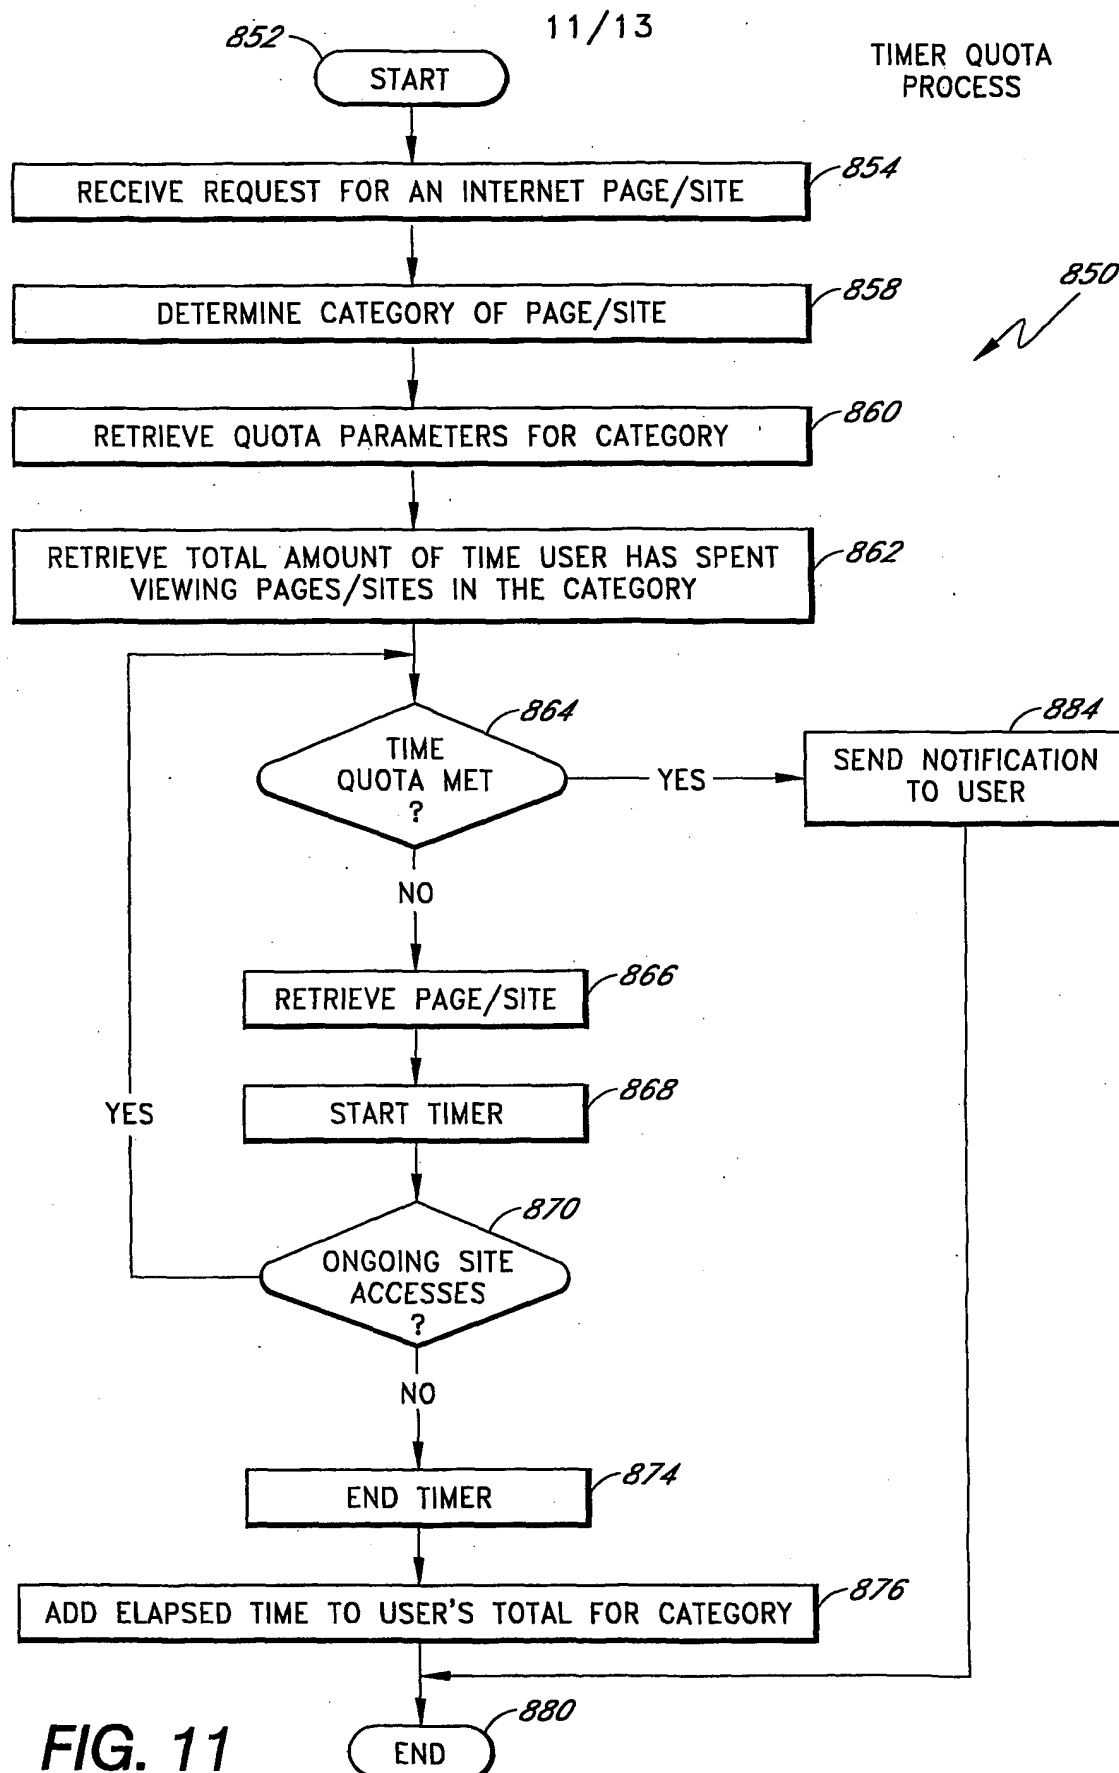 11/13
TIMER QUOTA
PROCESS
852
START
RECEIVE REQUEST FOR AN INTERNET PAGE/SITE
854
850
DETERMINE CATEGORY OF PAGE/SITE
858
RETRIEVE QUOTA PARAMETERS FOR CATEGORY
860
RETRIEVE TOTAL AMOUNT OF TIME USER HAS SPENT
VIEWING PAGES/SITES IN THE CATEGORY
862
TIME
QUOTA MET
?
864
YES
SEND NOTIFICATION
TO USER
884
NO
RETRIEVE PAGE/SITE
866
START TIMER
868
YES
ONGOING SITE
ACCESSES
?
870
NO
END TIMER
874
ADD ELAPSED TIME TO USER'S TOTAL FOR CATEGORY
876
END
880
FIG. 11